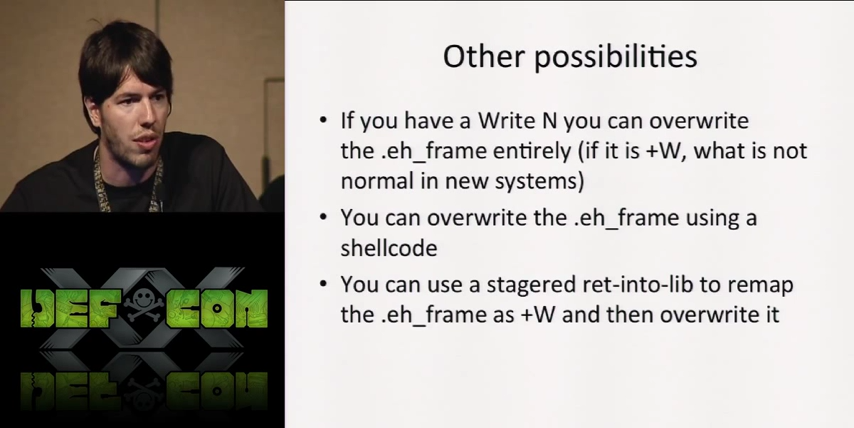 Other possibilities
• If you have a Write N you can overwrite
the .eh_frame entirely (if it is +W, what is not
normal in new systems)
• You can overwrite the .eh_frame using a
shellcode
• You can use a stagered ret-into-lib to remap
the .eh_frame as +W and then overwrite it
XX
DEF CON